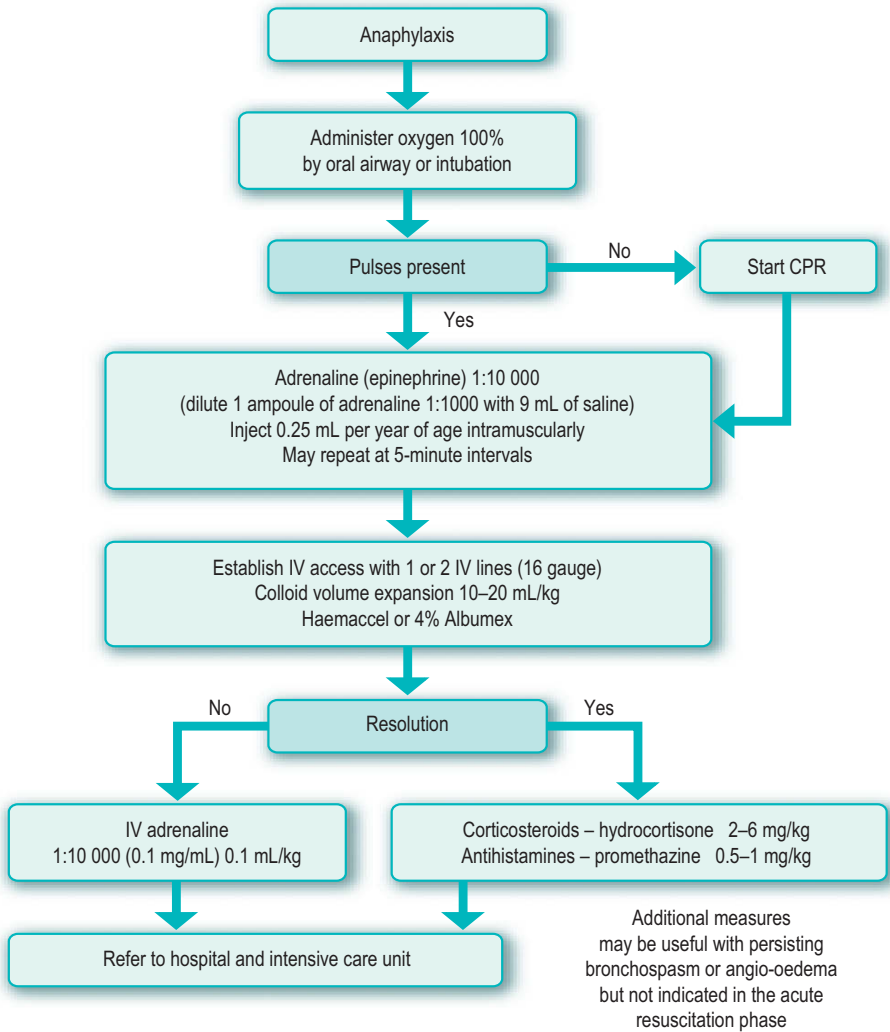 Anaphylaxis
Administer oxygen 100%
by oral airway or intubation
Pulses present
No
Start CPR
Yes
Adrenaline (epinephrine) 1:10 000
(dilute 1 ampoule of adrenaline 1:1000 with 9 mL of saline)
Inject 0.25 mL per year of age intramuscularly
May repeat at 5-minute intervals
Establish IV access with 1 or 2 IV lines (16 gauge)
Colloid volume expansion 10–20 mL/kg
Haemaccel or 4% Albumex
No
Resolution
Yes
IV adrenaline
1:10 000 (0.1 mg/mL) 0.1 mL/kg
Corticosteroids – hydrocortisone 2–6 mg/kg
Antihistamines – promethazine 0.5–1 mg/kg
Refer to hospital and intensive care unit
Additional measures
may be useful with persisting
bronchospasm or angio-oedema
but not indicated in the acute
resuscitation phase